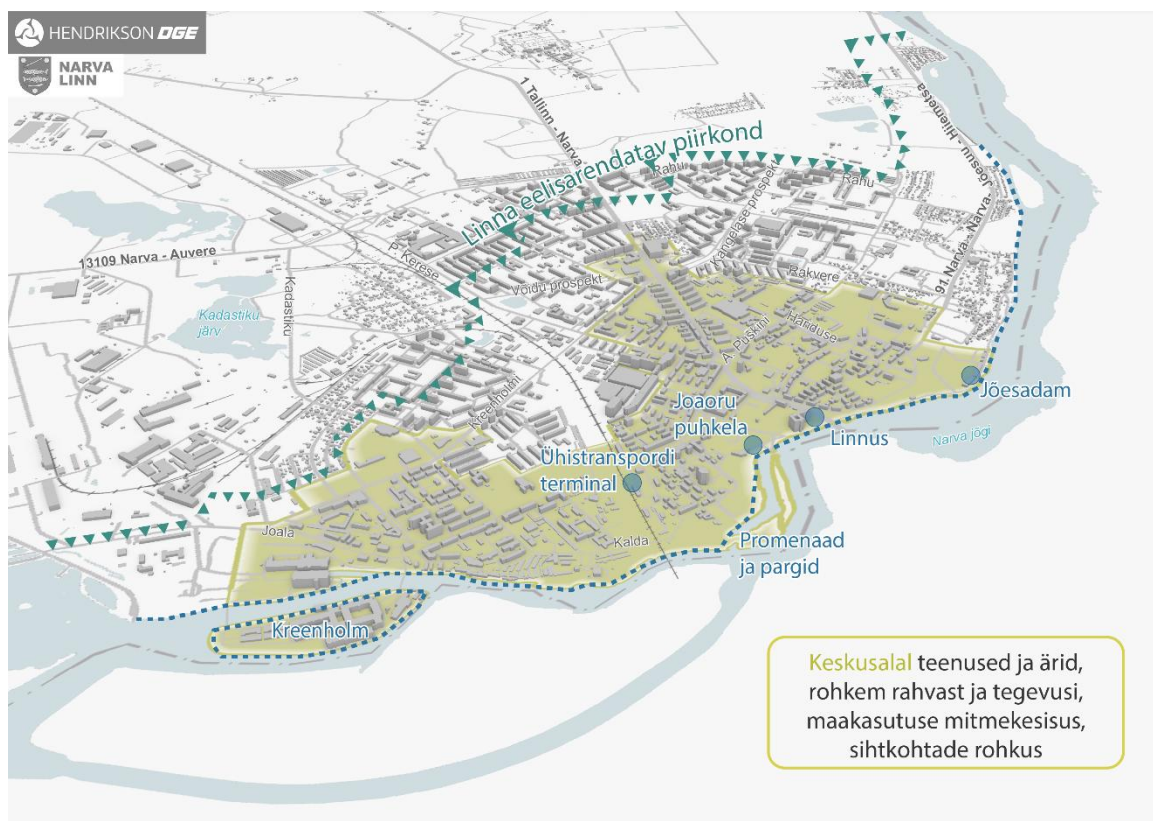 HENDRIKSON DGE
NARVA
LINN
1 Tallinn - Narva
91 Narva - Narva-Jõesuu - Hiiemetsa
Linna eelisarendatav piirkond
Rahu
Rahu
Kangelase prospekt
13109 Narva - Auvere
P. Kerese
Rakvere
Kadastiku
Võidu prospekt
Kadastiku
järv
Hariduse
A. Puškini
Jõesadam
Kreenholmi
Joaoru
puhkela
Linnus
Narva jõgi
Ühistranspordi
terminal
Joala
Kalda
Promenaad
ja pargid
Kreenholm
Keskusalal teenused ja ärid,
rohkem rahvast ja tegevusi,
maakasutuse mitmekesisus,
sihtkohtade rohkus